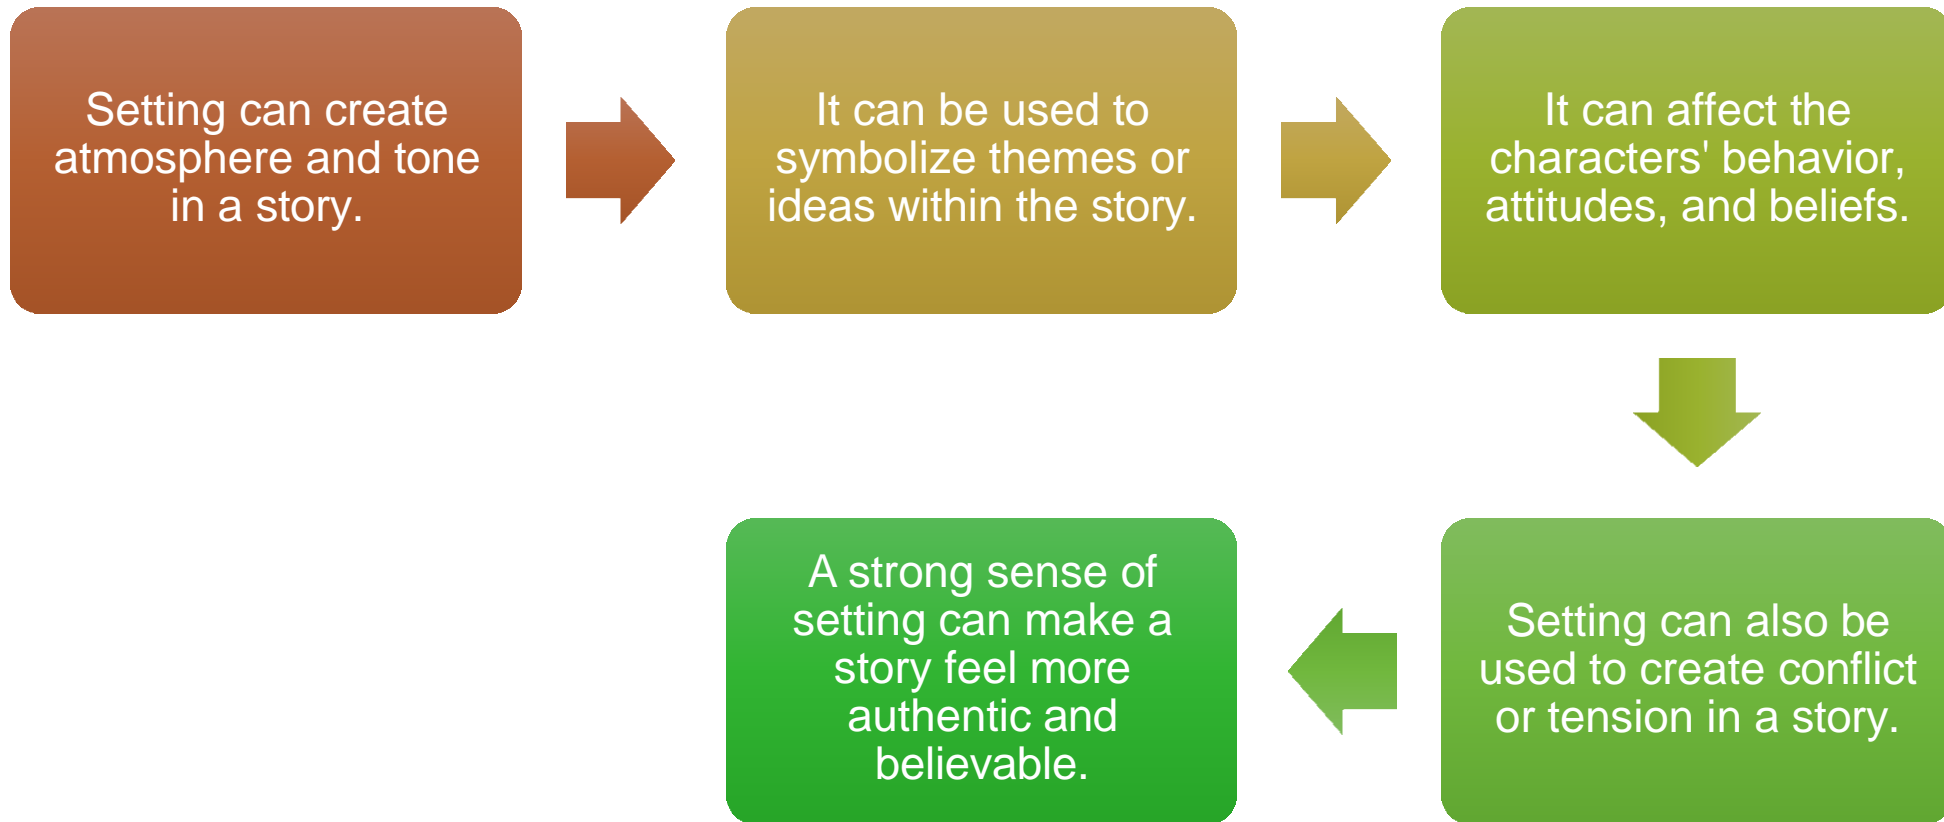 Setting can create
atmosphere and tone
in a story.
It can be used to
symbolize themes or
ideas within the story.
It can affect the
characters' behavior,
attitudes, and beliefs.
Setting can also be
used to create conflict
or tension in a story.
A strong sense of
setting can make a
story feel more
authentic and
believable.